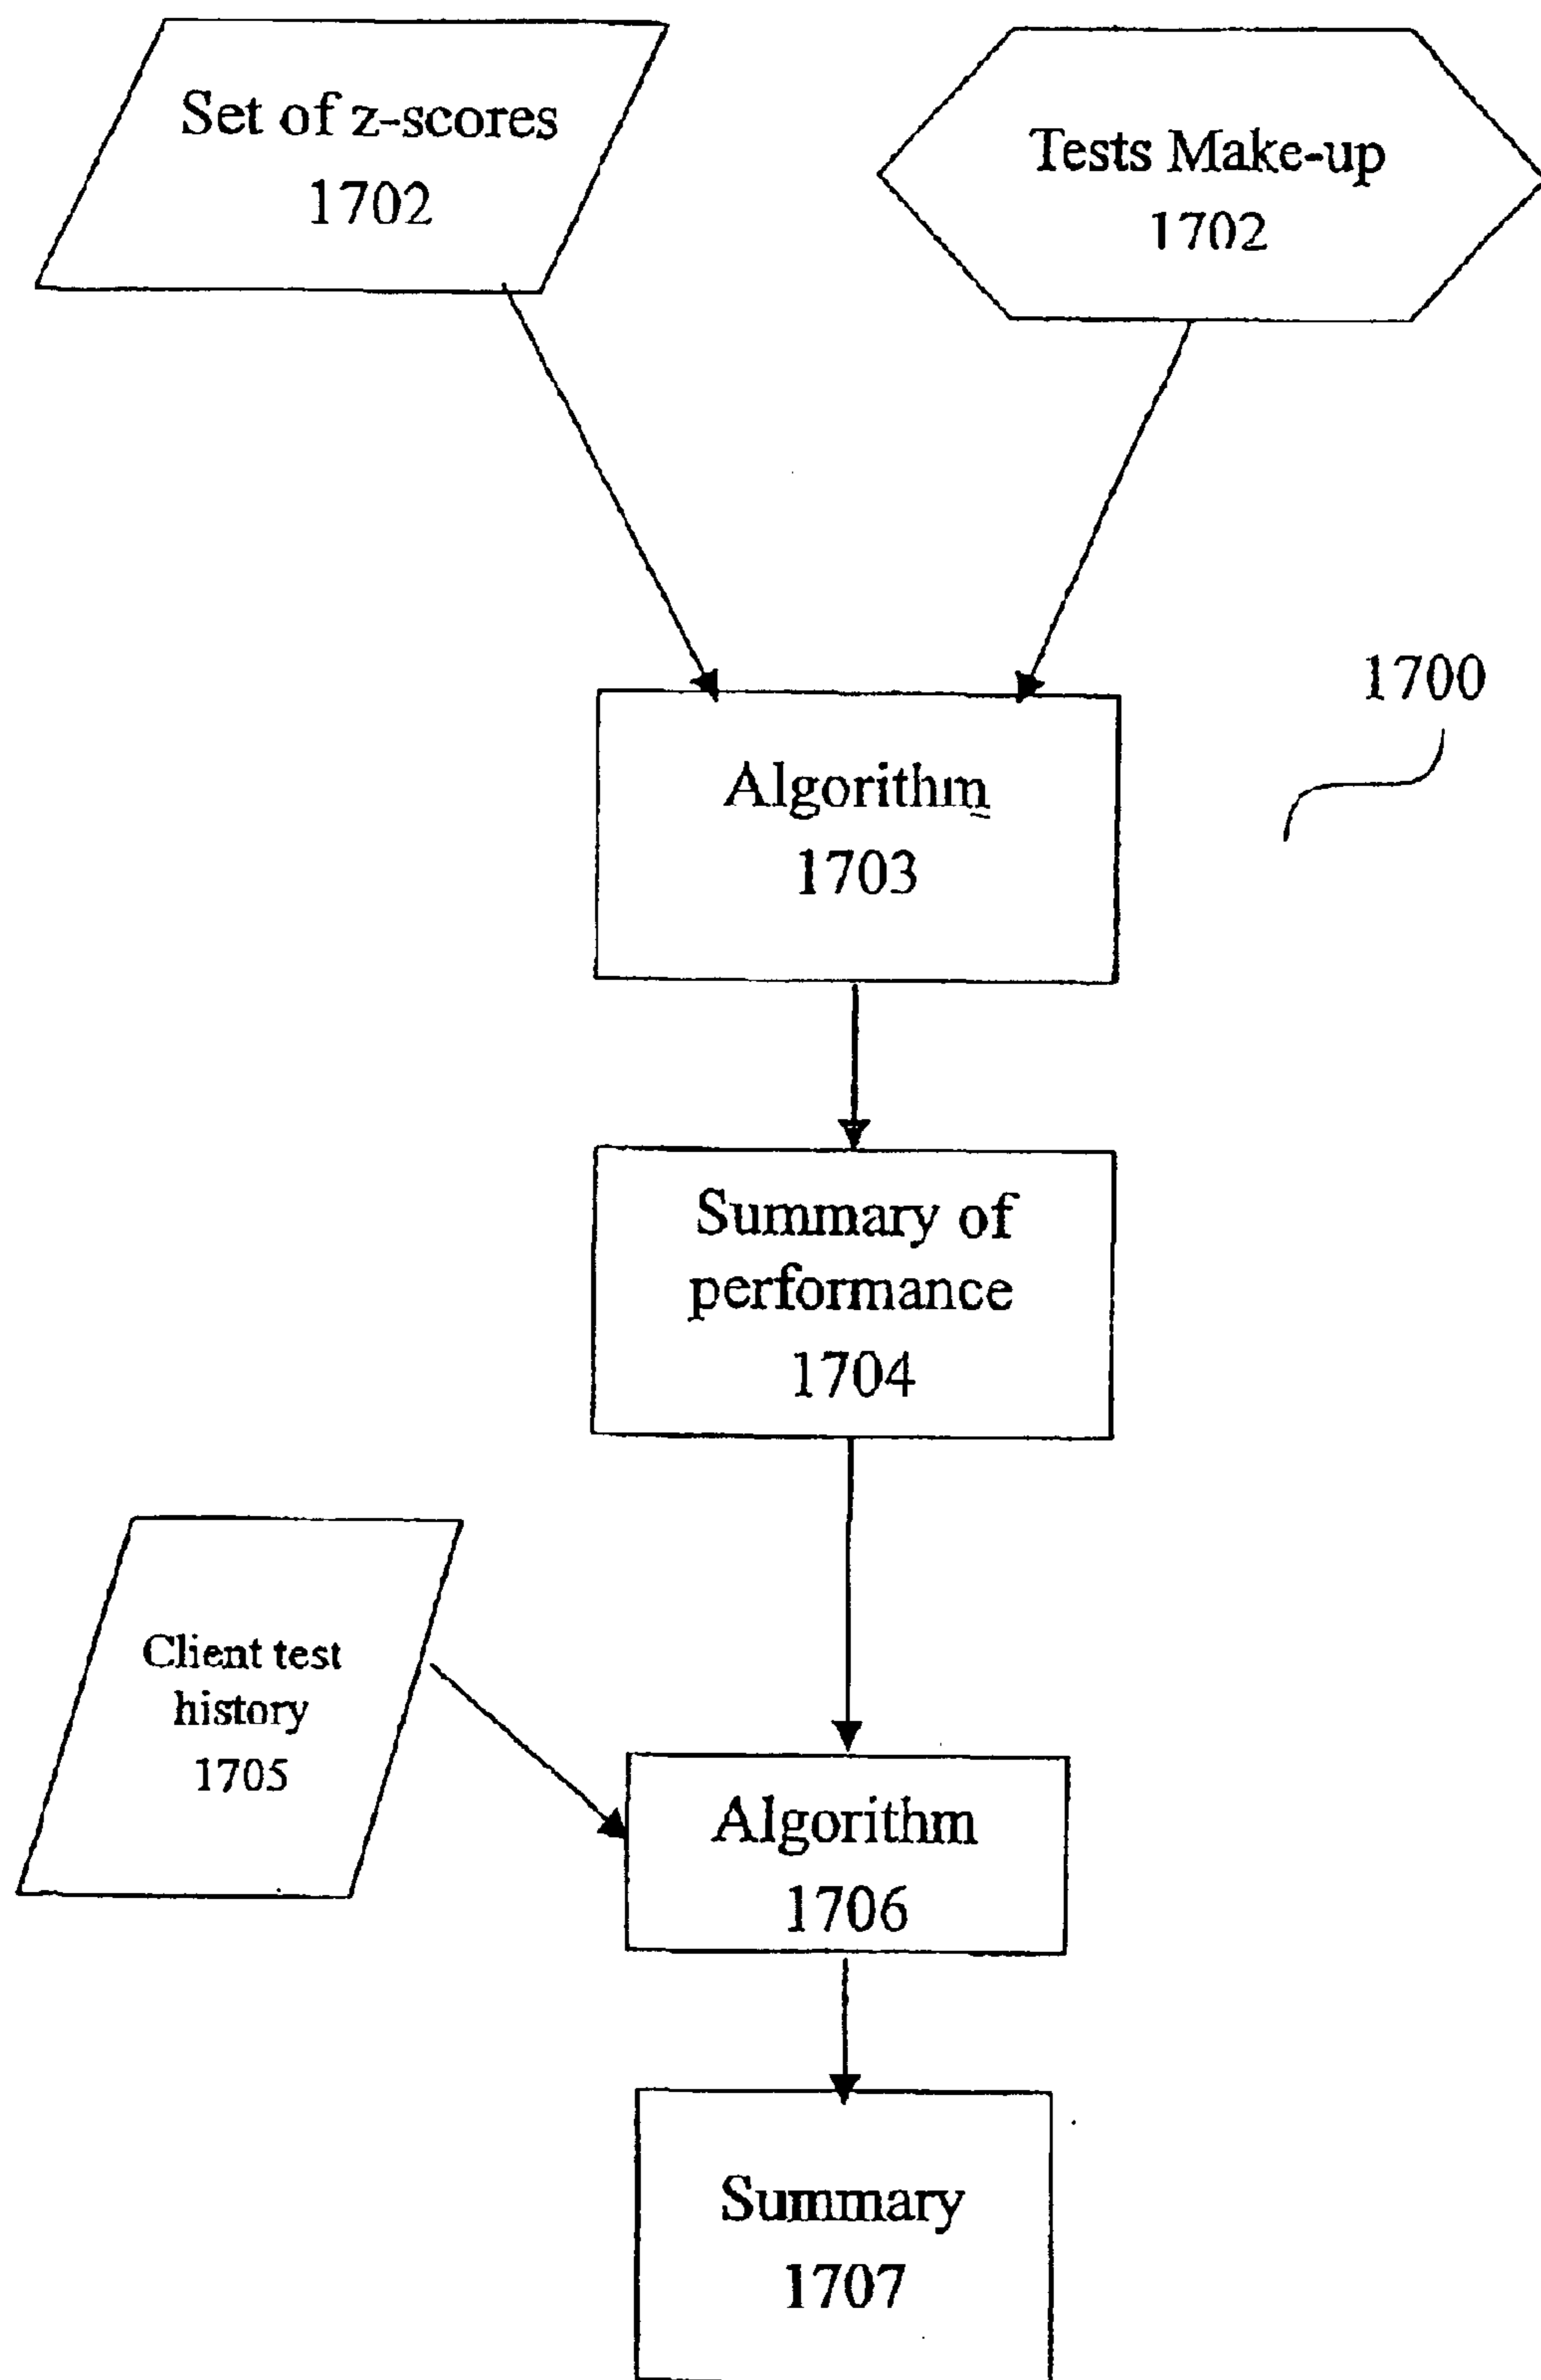 Set of z-scores
1702
Tests Make-up
1702
1700
Algorithm
1703
Summary of
performance
1704
Client test
history
1705
Algorithm
1706
Summary
1707